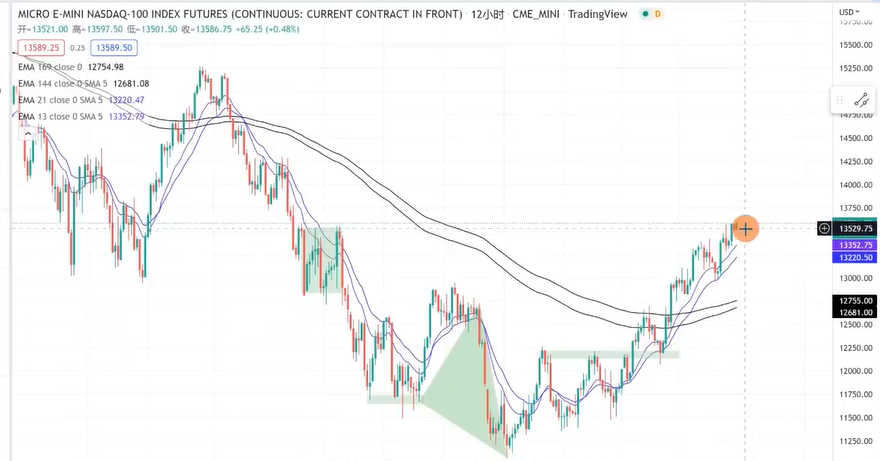 MICRO E-MINI NASDAQ-100 INDEX FUTURES (CONTINUOUS: CURRENT CONTRACT IN FRONT) · 12小时 · CME_MINI · TradingView D
USD
开=13521.00 高=13597.50 低=13501.50 收=13586.75 +65.25 (+0.48%)
13589.25 0.25 13589.50
EMA 169 close 0 12754.98
EMA 144 close 0 SMA 5 12681.08
EMA 21 close 0 SMA 5 13220.47
EMA 13 close 0 SMA 5 13352.79
15750.00
15500.00
15250.00
14750.00
14500.00
14250.00
14000.00
13750.00
13529.75
13352.75
13220.50
13000.00
12755.00
12681.00
12500.00
12250.00
12000.00
11750.00
11500.00
11250.00